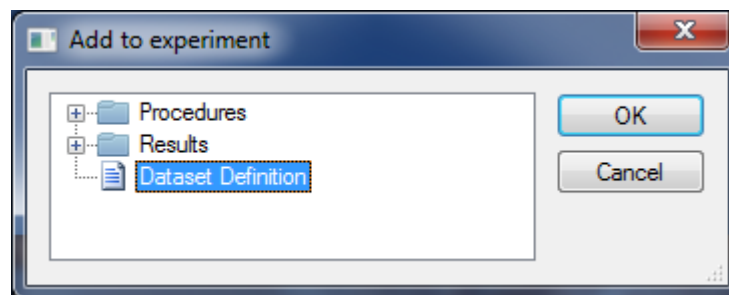 Add to experiment
Procedures
Results
Dataset Definition
OK
Cancel